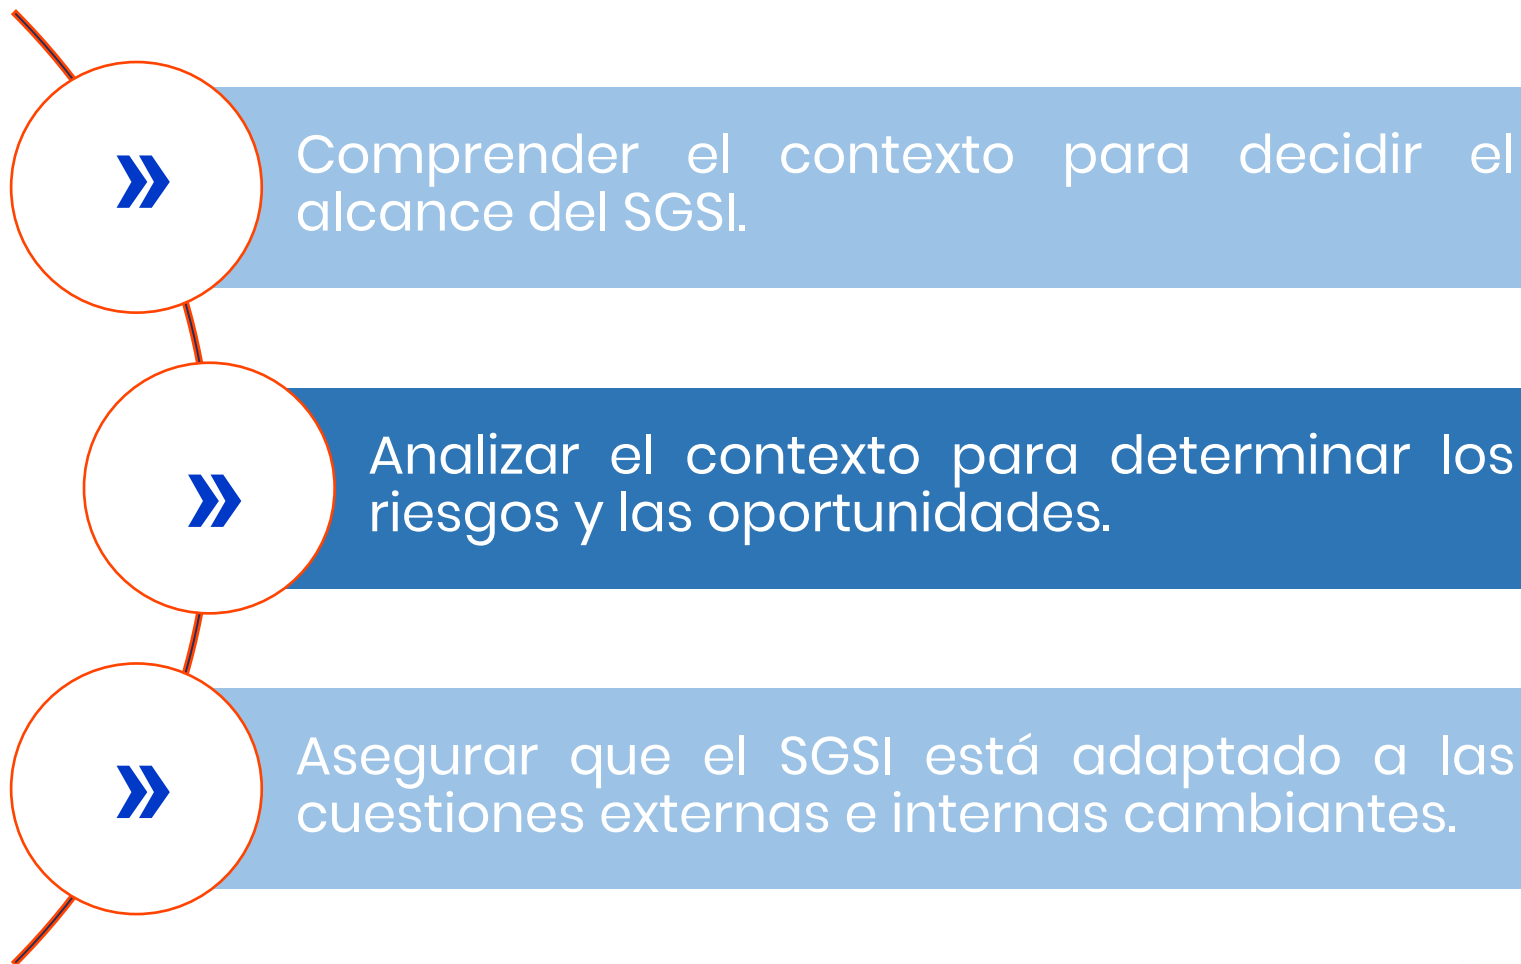 »
Comprender el contexto para decidir el
alcance del SGSI.
»
Analizar el contexto para determinar los
riesgos y las oportunidades.
»
Asegurar que el SGSI está adaptado a las
cuestiones externas e internas cambiantes.